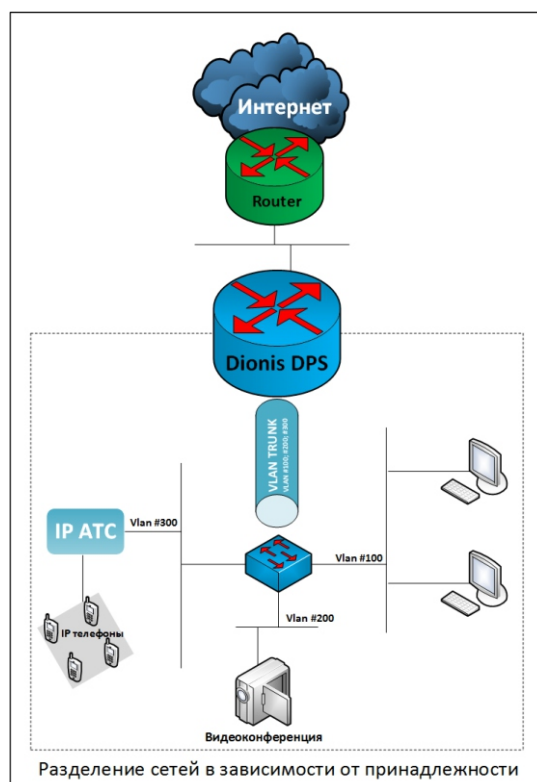 Интернет
Router
Dionis DPS
VLAN TRUNK
VLAN #100; #200; #300
Vlan #300
IP АТС
Vlan #100
IP телефоны
Vlan #200
Видеоконференция
Разделение сетей в зависимости от принадлежности